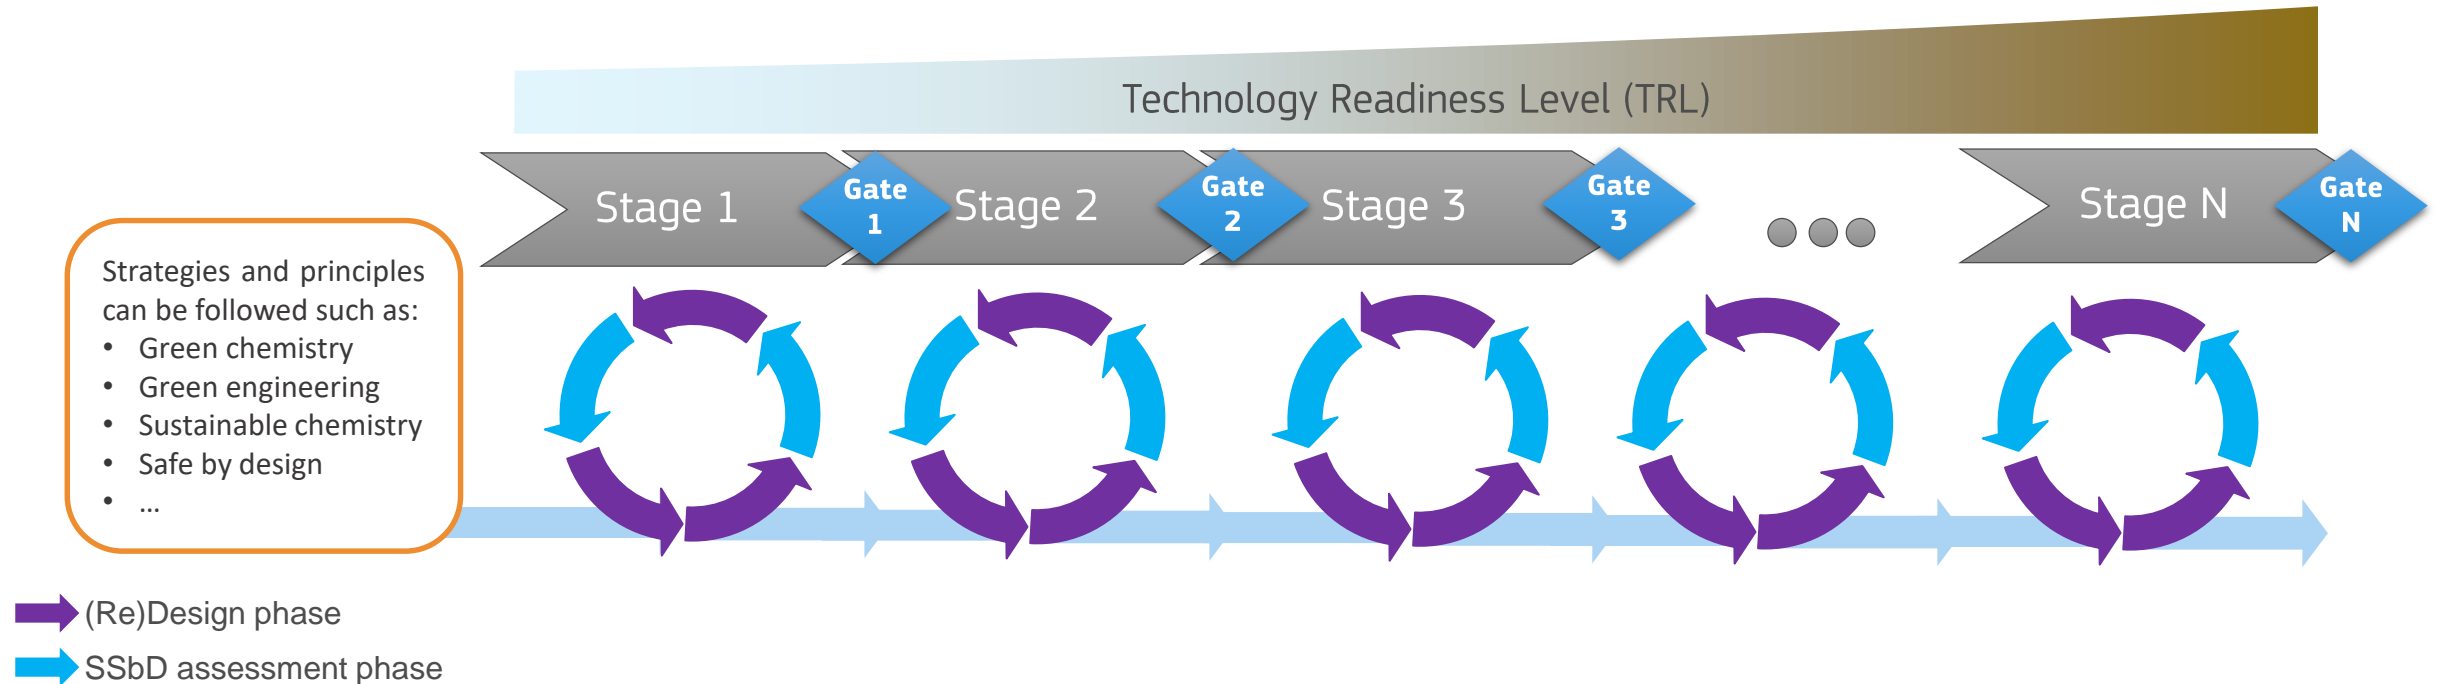 Technology Readiness Level (TRL)
Stage 1
Gate
1
Stage 2
Gate
2
Stage 3
Gate
3
Stage N
Gate
N
Strategies and principles
can be followed such as:
• Green chemistry
• Green engineering
• Sustainable chemistry
• Safe by design
• ...
(Re)Design phase
SSbD assessment phase